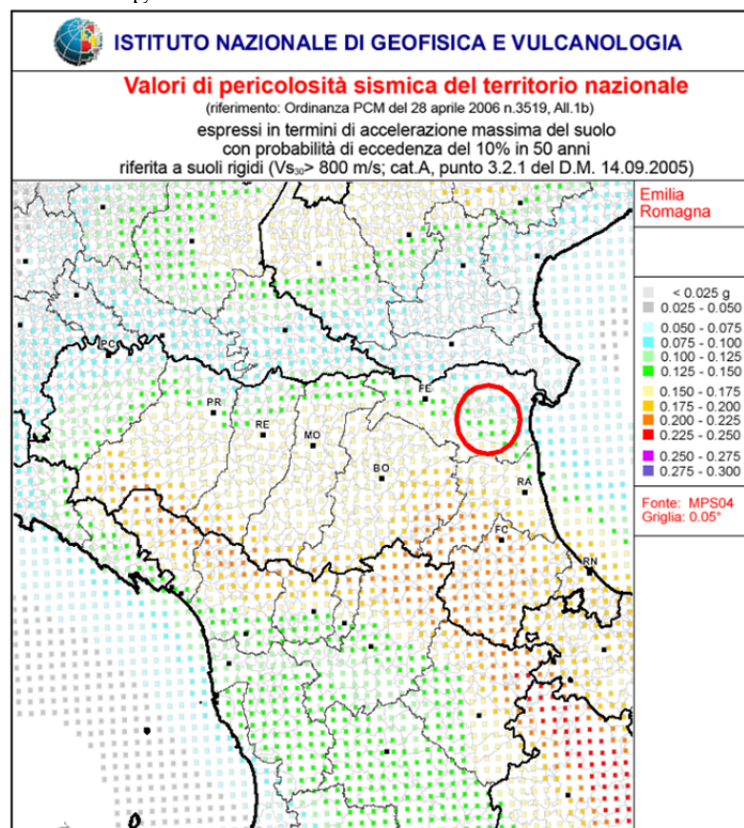 ISTITUTO NAZIONALE DI GEOFISICA E VULCANOLOGIA
Valori di pericolosità sismica del territorio nazionale
(riferimento: Ordinanza PCM del 28 aprile 2006 n.3519, All.1b)
espressi in termini di accelerazione massima del suolo
con probabilità di eccedenza del 10% in 50 anni
riferita a suoli rigidi (Vs30> 800 m/s; cat.A, punto 3.2.1 del D.M. 14.09.2005)
Emilia
Romagna
< 0.025 g
0.025 - 0.050
0.050 - 0.075
0.075 - 0.100
0.100 - 0.125
0.125 - 0.150
0.150 - 0.175
0.175 - 0.200
0.200 - 0.225
0.225 - 0.250
0.250 - 0.275
0.275 - 0.300
Fonte: MPS04
Griglia: 0.05°
PC
PR
RE
MO
FE
BO
RA
FC
RN